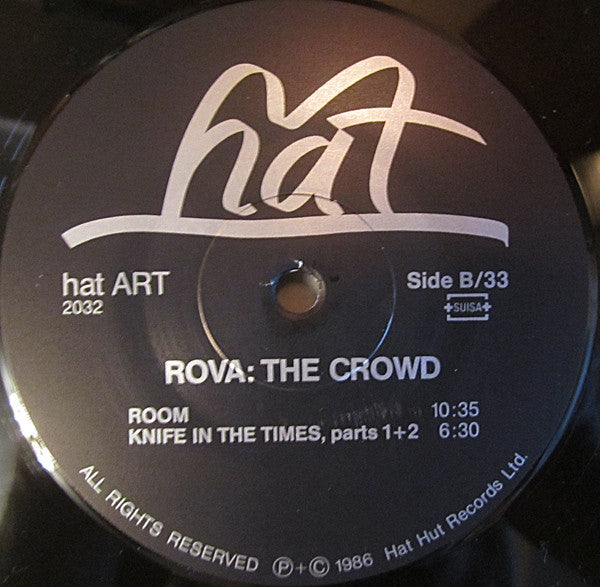 hat
hat ART
2032
Side B/33
SUISA
ROVA: THE CROWD
ROOM 10:35
KNIFE IN THE TIMES, parts 1+2 6:30
ALL RIGHTS RESERVED Ⓟ+© 1986 Hat Hut Records Ltd.